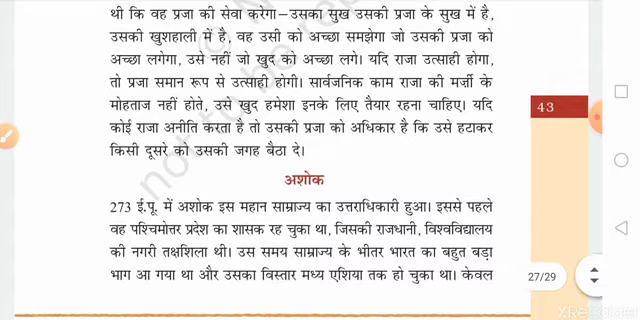 थी कि वह प्रजा की सेवा करेगा–उसका सुख उसकी प्रजा के सुख में है,
उसकी खुशहाली में है, वह उसी को अच्छा समझेगा जो उसकी प्रजा को
अच्छा लगेगा, उसे नहीं जो खुद को अच्छा लगे। यदि राजा उत्साही होगा,
तो प्रजा समान रूप से उत्साही होगी। सार्वजनिक काम राजा की मर्ज़ी के
मोहताज नहीं होते, उसे खुद हमेशा इनके लिए तैयार रहना चाहिए। यदि
कोई राजा अनीति करता है तो उसकी प्रजा को अधिकार है कि उसे हटाकर
किसी दूसरे को उसकी जगह बैठा दे।
43
अशोक
273 ई.पू. में अशोक इस महान साम्राज्य का उत्तराधिकारी हुआ। इससे पहले
वह पश्चिमोत्तर प्रदेश का शासक रह चुका था, जिसकी राजधानी, विश्वविद्यालय
की नगरी तक्षशिला थी। उस समय साम्राज्य के भीतर भारत का बहुत बड़ा
भाग आ गया था और उसका विस्तार मध्य एशिया तक हो चुका था। केवल
27/29
not to be repu